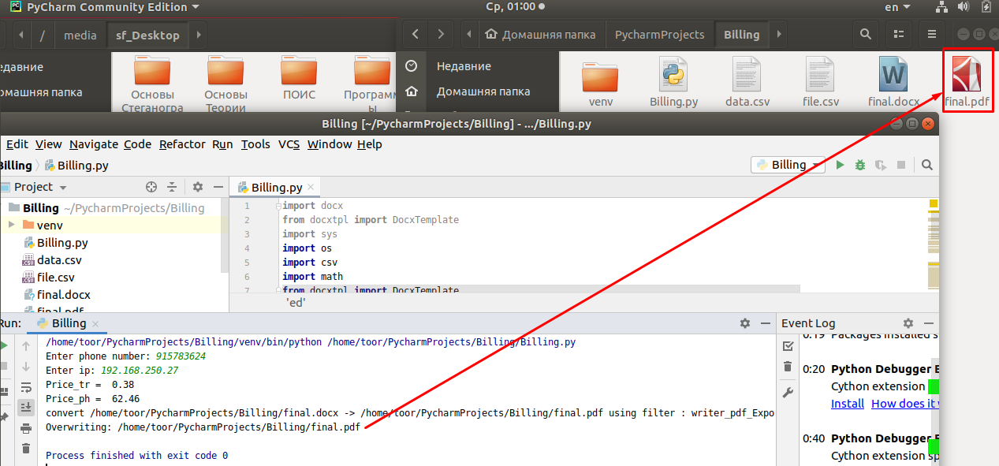 PyCharm Community Edition
Ср, 01:00
en
/
media
sf_Desktop
Домашняя папка
PycharmProjects
Billing
едавние
омашняя папка
Основы
Стеганогра
Основы
Теории
ПОИС
Программ
ы
Недавние
Домашняя папка
venv
Billing.py
data.csv
file.csv
final.docx
final.pdf
Billing [~/PycharmProjects/Billing] - .../Billing.py
Edit View Navigate Code Refactor Run Tools VCS Window Help
Billing
Billing.py
Billing
Project
Billing.py
Billing ~/PycharmProjects/Billing
venv
Billing.py
data.csv
file.csv
final.docx
final.pdf
1 import docx
2 from docxtpl import DocxTemplate
3 import sys
4 import os
5 import csv
6 import math
7 from docxtpl import DocxTemplate
'ed'
Run:
Billing
/home/toor/PycharmProjects/Billing/venv/bin/python /home/toor/PycharmProjects/Billing/Billing.py
Enter phone number: 915783624
Enter ip: 192.168.250.27
Price_tr = 0.38
Price_ph = 62.46
convert /home/toor/PycharmProjects/Billing/final.docx -> /home/toor/PycharmProjects/Billing/final.pdf using filter : writer_pdf_Expo
Overwriting: /home/toor/PycharmProjects/Billing/final.pdf
Process finished with exit code 0
Event Log
0:19 Packages installed s
0:20 Python Debugger E
Cython extension
Install How does it w
0:40 Python Debugger E
Cython extension sp